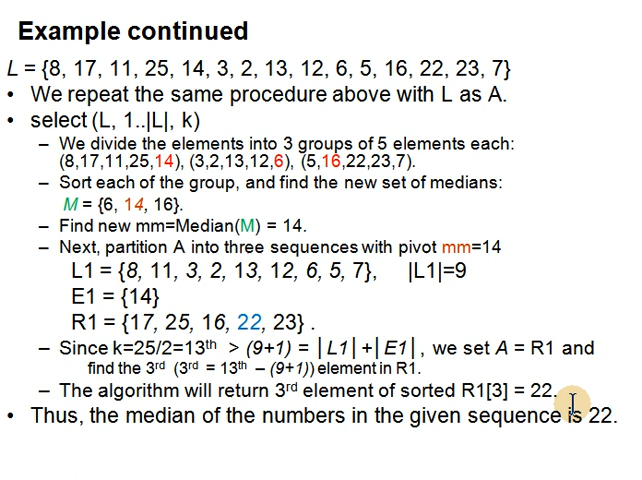 Example continued
L = {8, 17, 11, 25, 14, 3, 2, 13, 12, 6, 5, 16, 22, 23, 7}
• We repeat the same procedure above with L as A.
• select (L, 1..|L|, k)
– We divide the elements into 3 groups of 5 elements each:
(8,17,11,25,14), (3,2,13,12,6), (5,16,22,23,7).
– Sort each of the group, and find the new set of medians:
M = {6, 14, 16}.
– Find new mm=Median(M) = 14.
– Next, partition A into three sequences with pivot mm=14
L1 = {8, 11, 3, 2, 13, 12, 6, 5, 7}, |L1|=9
E1 = {14}
R1 = {17, 25, 16, 22, 23} .
– Since k=25/2=13th > (9+1) = |L1|+|E1|, we set A = R1 and
find the 3rd (3rd = 13th – (9+1)) element in R1.
– The algorithm will return 3rd element of sorted R1[3] = 22.
• Thus, the median of the numbers in the given sequence is 22.